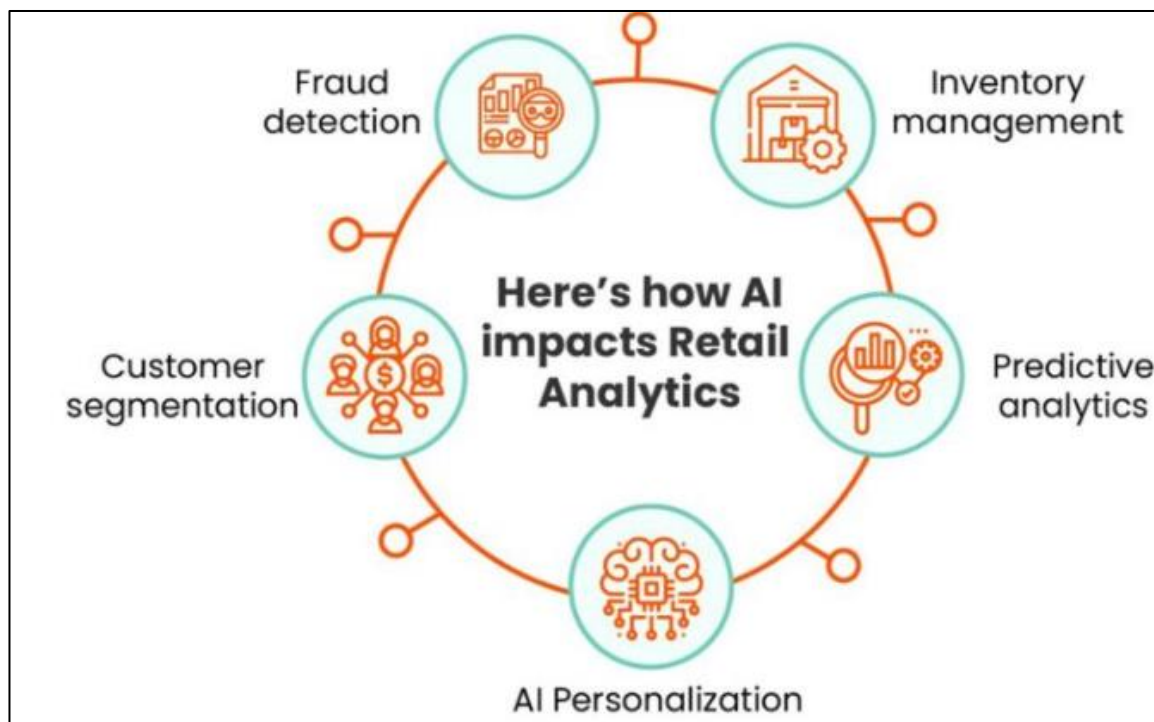 Fraud
detection
Inventory
management
Here's how AI
impacts Retail
Analytics
Customer
segmentation
$
Predictive
analytics
AI Personalization